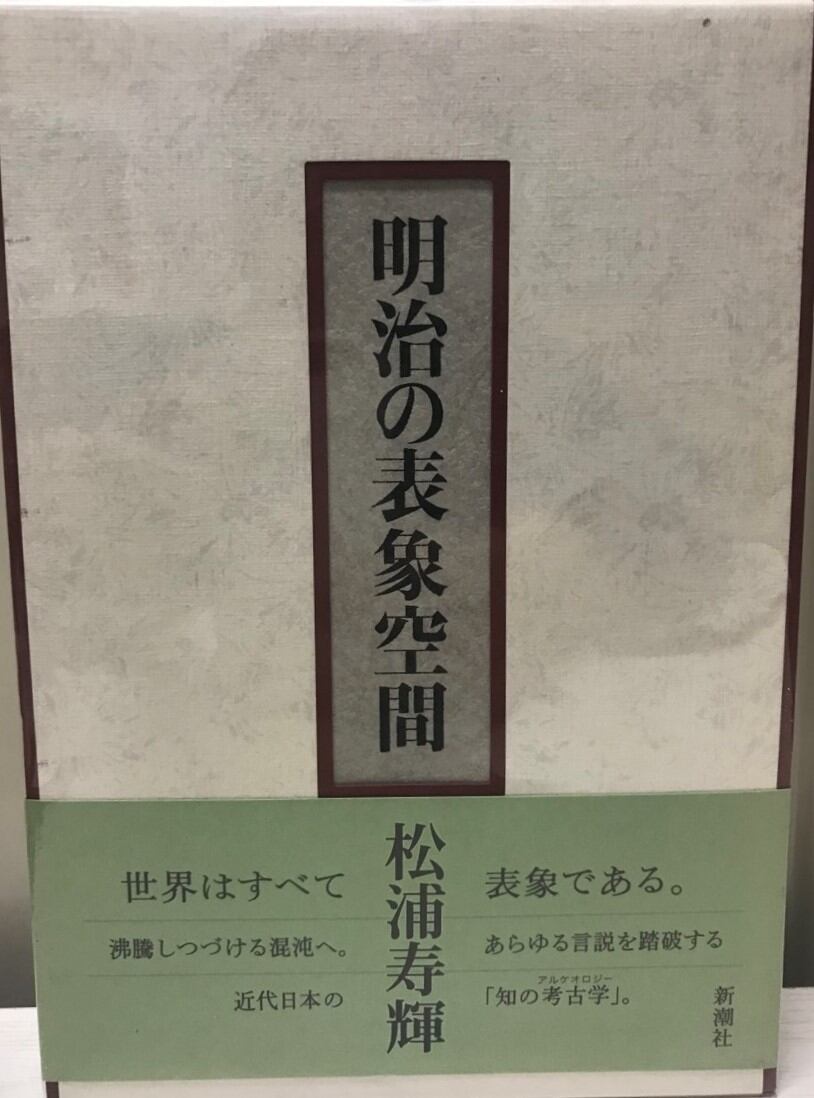 明治の表象空間
松浦寿輝
世界はすべて 表象である。
沸騰しつづける混沌へ。 あらゆる言説を踏破する
近代日本の 「知の考古学」。
アルケオロジー
新潮社